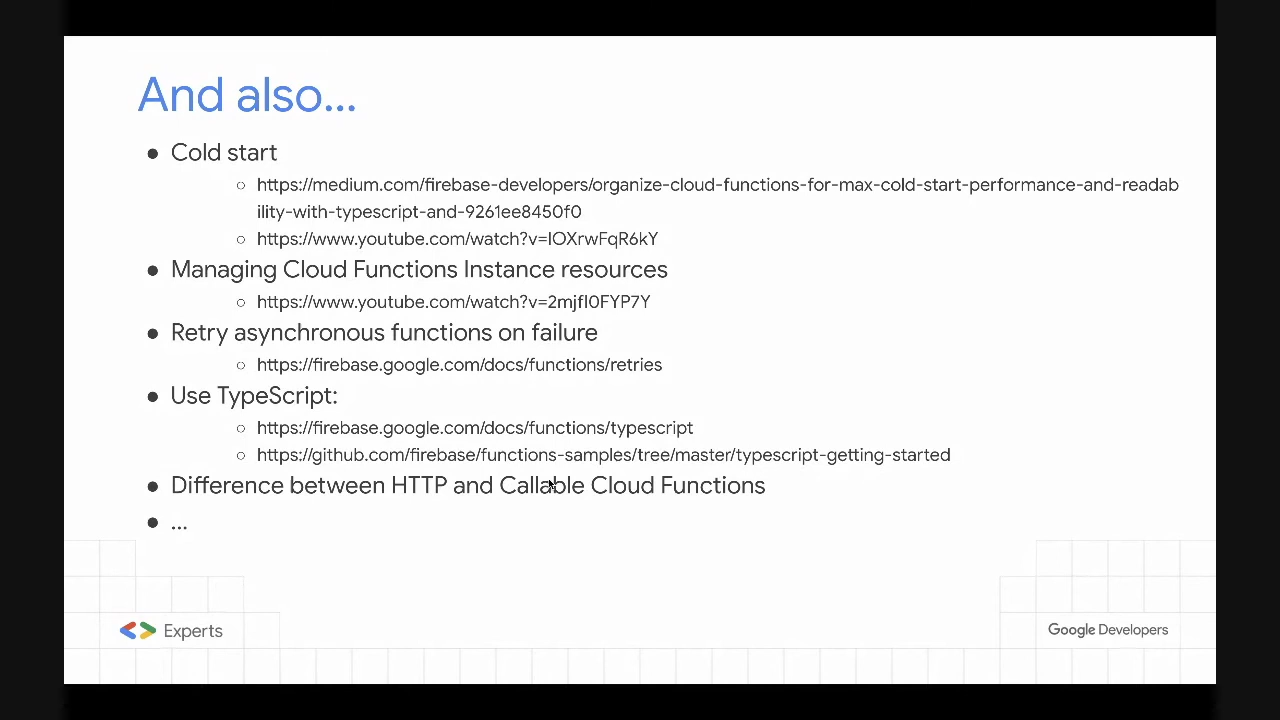 And also...
● Cold start
○ https://medium.com/firebase-developers/organize-cloud-functions-for-max-cold-start-performance-and-readab
ility-with-typescript-and-9261ee8450f0
○ https://www.youtube.com/watch?v=IOXrwFqR6kY
● Managing Cloud Functions Instance resources
○ https://www.youtube.com/watch?v=2mjfI0FYP7Y
● Retry asynchronous functions on failure
○ https://firebase.google.com/docs/functions/retries
● Use TypeScript:
○ https://firebase.google.com/docs/functions/typescript
○ https://github.com/firebase/functions-samples/tree/master/typescript-getting-started
● Difference between HTTP and Callable Cloud Functions
● ...
Experts
Google Developers